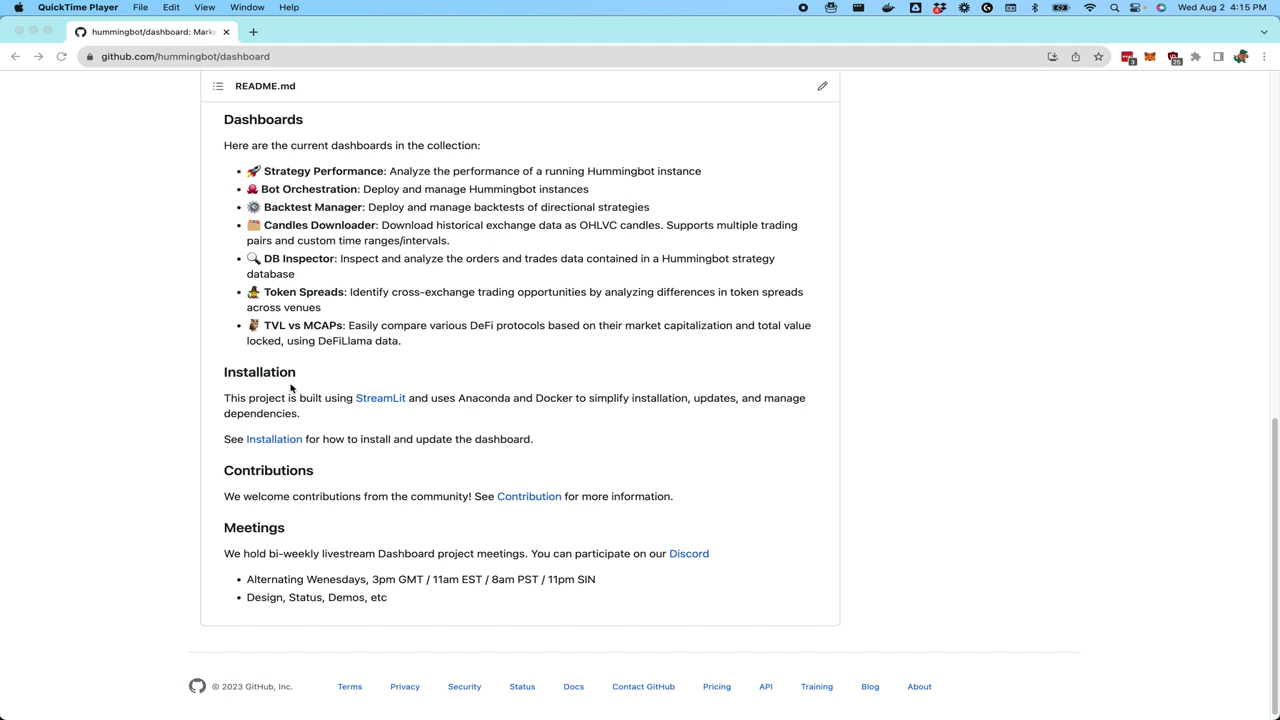 QuickTime Player File Edit View Window Help Wed Aug 2 4:15 PM
hummingbot/dashboard: Mark
github.com/hummingbot/dashboard
3
25
README.md
Dashboards
Here are the current dashboards in the collection:
• 🚀 Strategy Performance: Analyze the performance of a running Hummingbot instance
• 🐙 Bot Orchestration: Deploy and manage Hummingbot instances
• ⚙️ Backtest Manager: Deploy and manage backtests of directional strategies
• 🗂 Candles Downloader: Download historical exchange data as OHLVC candles. Supports multiple trading
pairs and custom time ranges/intervals.
• 🔍 DB Inspector: Inspect and analyze the orders and trades data contained in a Hummingbot strategy
database
• 🧙 Token Spreads: Identify cross-exchange trading opportunities by analyzing differences in token spreads
across venues
• 🦉 TVL vs MCAPs: Easily compare various DeFi protocols based on their market capitalization and total value
locked, using DeFiLlama data.
Installation
This project is built using StreamLit and uses Anaconda and Docker to simplify installation, updates, and manage
dependencies.
See Installation for how to install and update the dashboard.
Contributions
We welcome contributions from the community! See Contribution for more information.
Meetings
We hold bi-weekly livestream Dashboard project meetings. You can participate on our Discord
• Alternating Wenesdays, 3pm GMT / 11am EST / 8am PST / 11pm SIN
• Design, Status, Demos, etc
© 2023 GitHub, Inc. Terms Privacy Security Status Docs Contact GitHub Pricing API Training Blog About